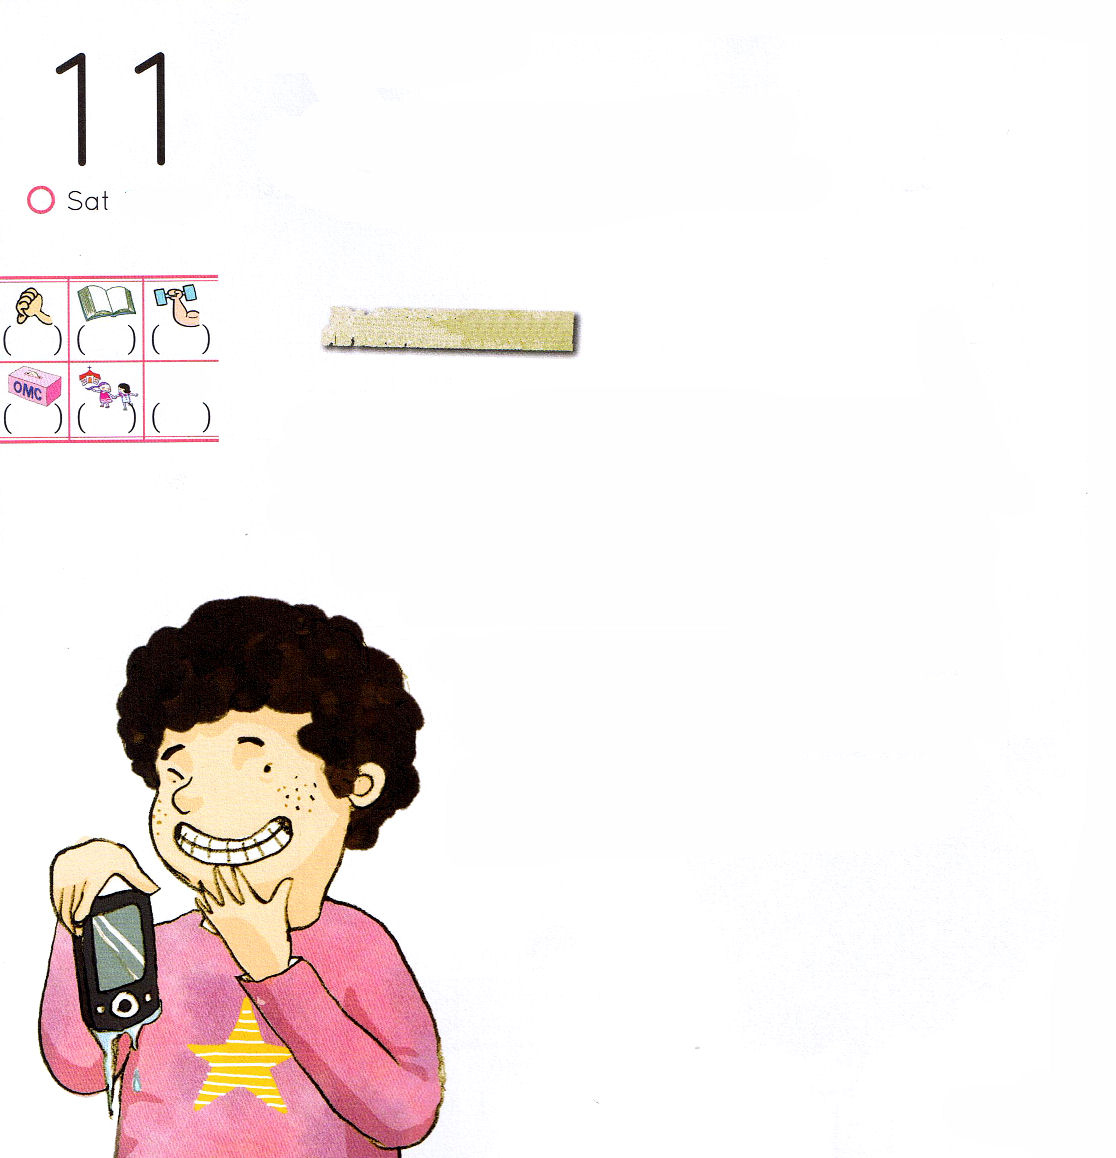 11
Sat
( ) ( ) ( )
OMC
( ) ( ) ( )